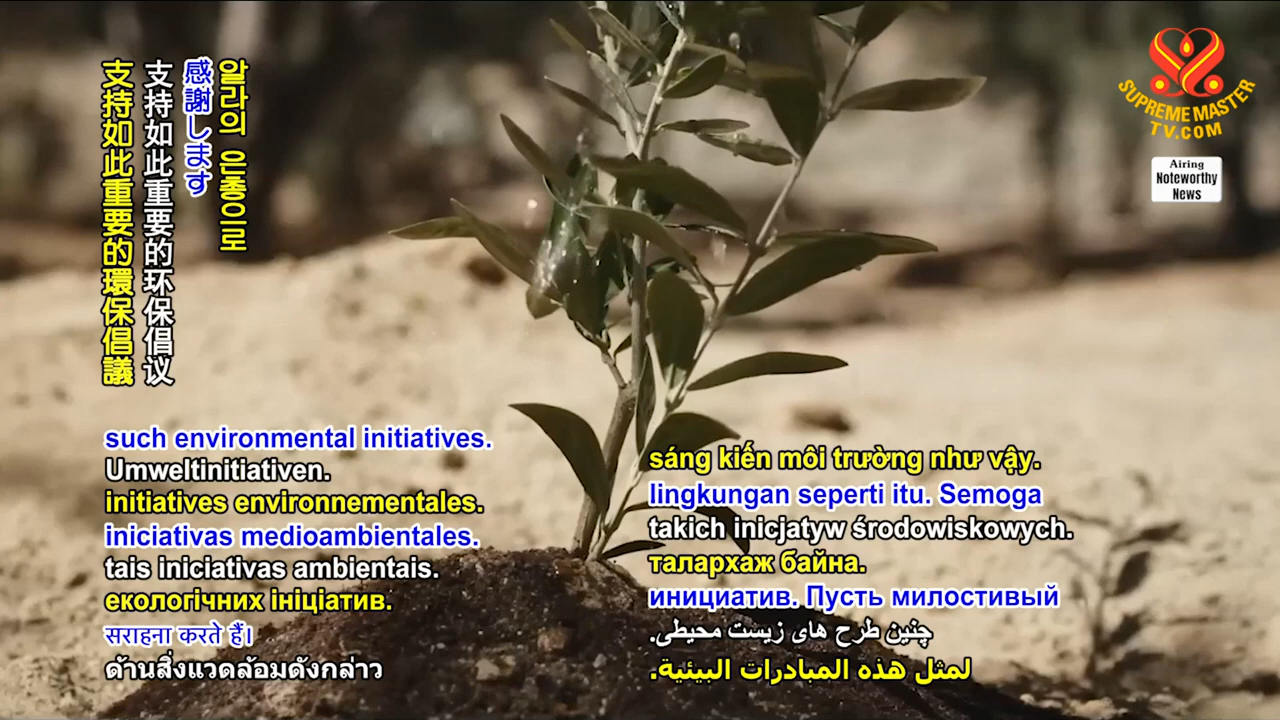 支持如此重要的環保倡議
支持如此重要的环保倡议
感謝します
알라의 은총으로
SUPREME MASTER
TV.COM
Airing
Noteworthy
News
such environmental initiatives.
Umweltinitiativen.
initiatives environnementales.
iniciativas medioambientales.
tais iniciativas ambientais.
екологічних ініціатив.
सराहना करते हैं।
ด้านสิ่งแวดล้อมดังกล่าว
sáng kiến môi trường như vậy.
lingkungan seperti itu. Semoga
takich inicjatyw środowiskowych.
талархаж байна.
инициатив. Пусть милостивый
چنین طرح های زیست محیطی.
لمثل هذه المبادرات البيئية.